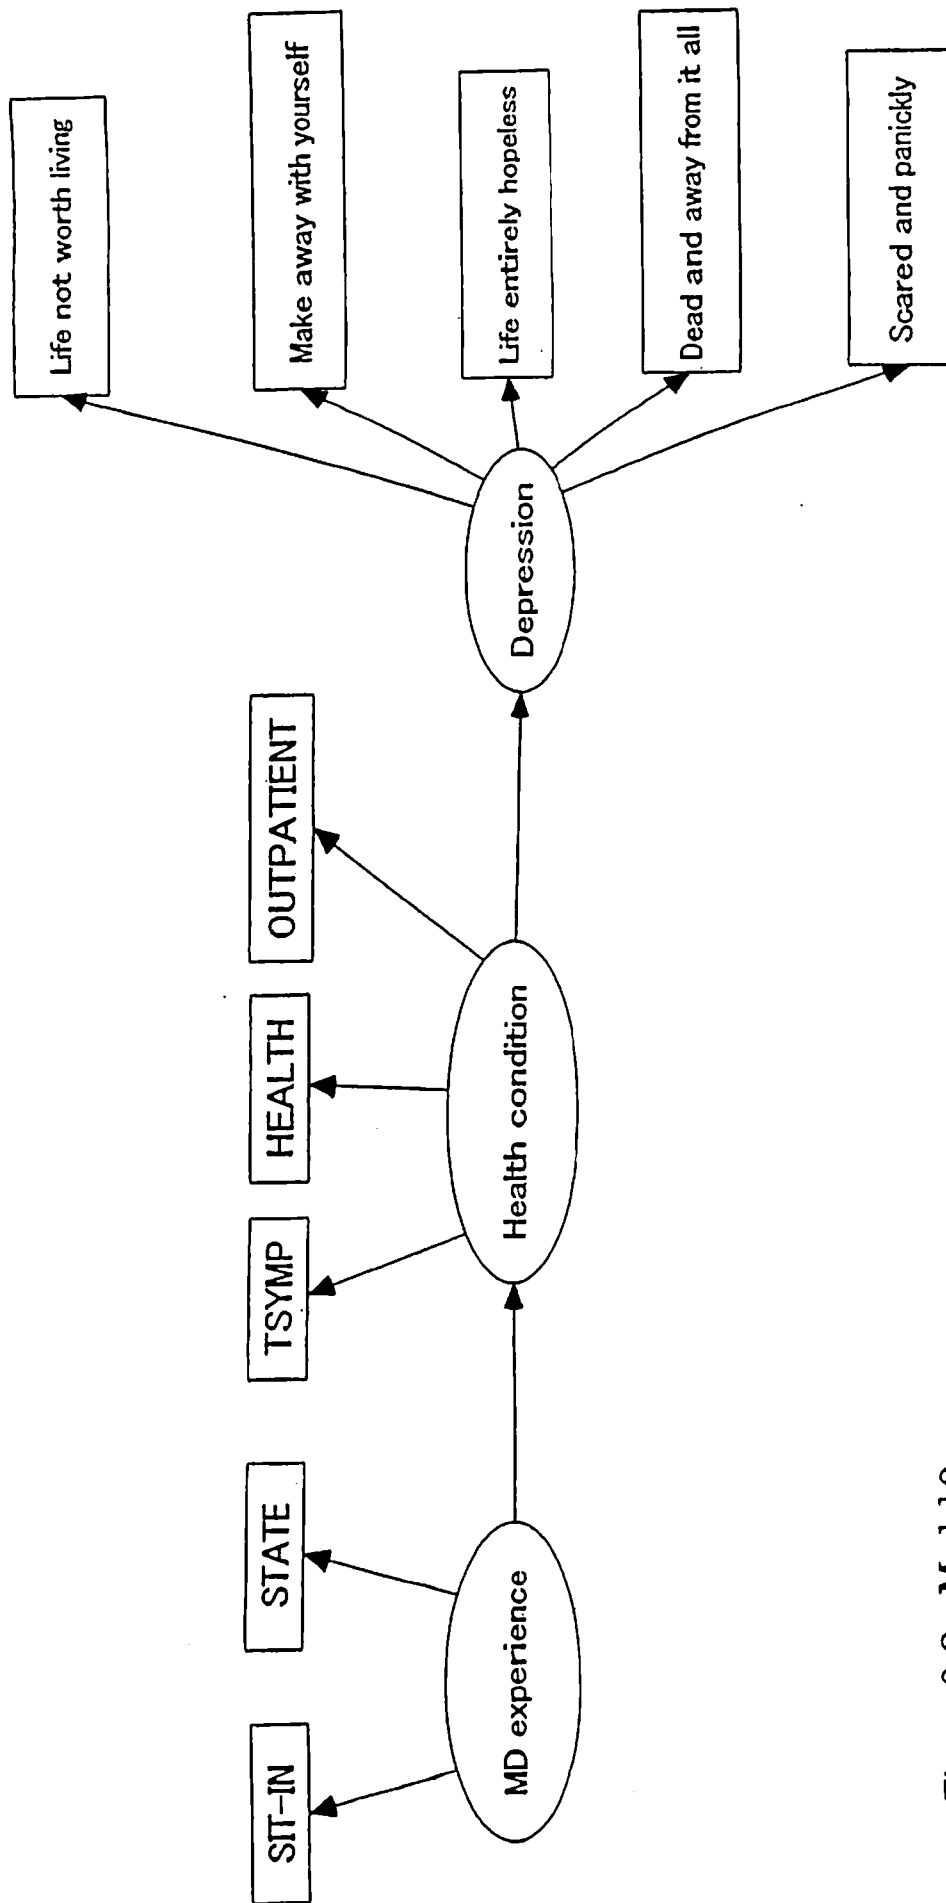 SIT-IN
STATE
TSYMP
HEALTH
OUTPATIENT
MD experience
Health condition
Depression
Life not worth living
Make away with yourself
Life entirely hopeless
Dead and away from it all
Scared and panickly